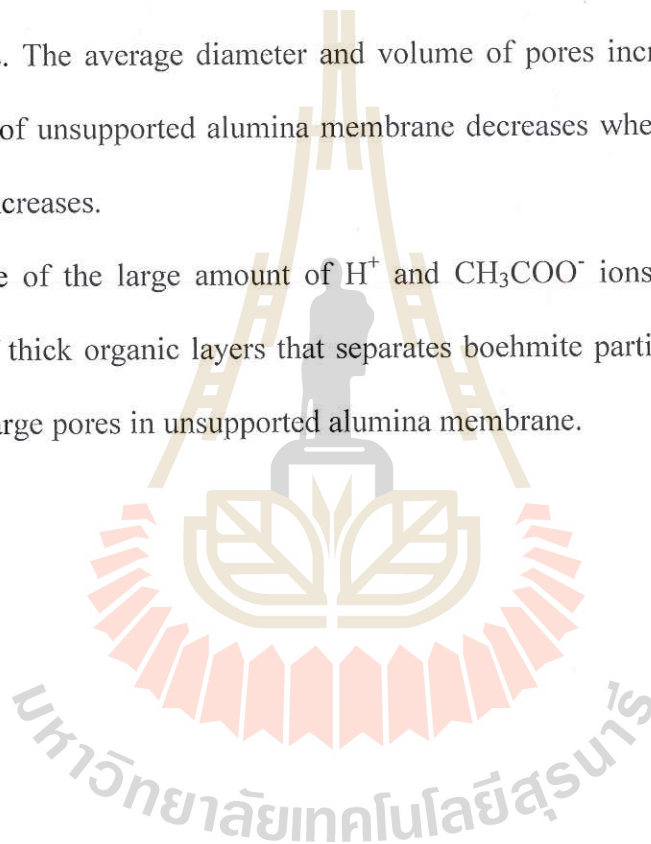 . The average diameter and volume of pores incr
of unsupported alumina membrane decreases whe
creases.
e of the large amount of H⁺ and CH₃COO⁻ ions
thick organic layers that separates boehmite parti
arge pores in unsupported alumina membrane.
มหาวิทยาลัยเทคโนโลยีสุรนารี